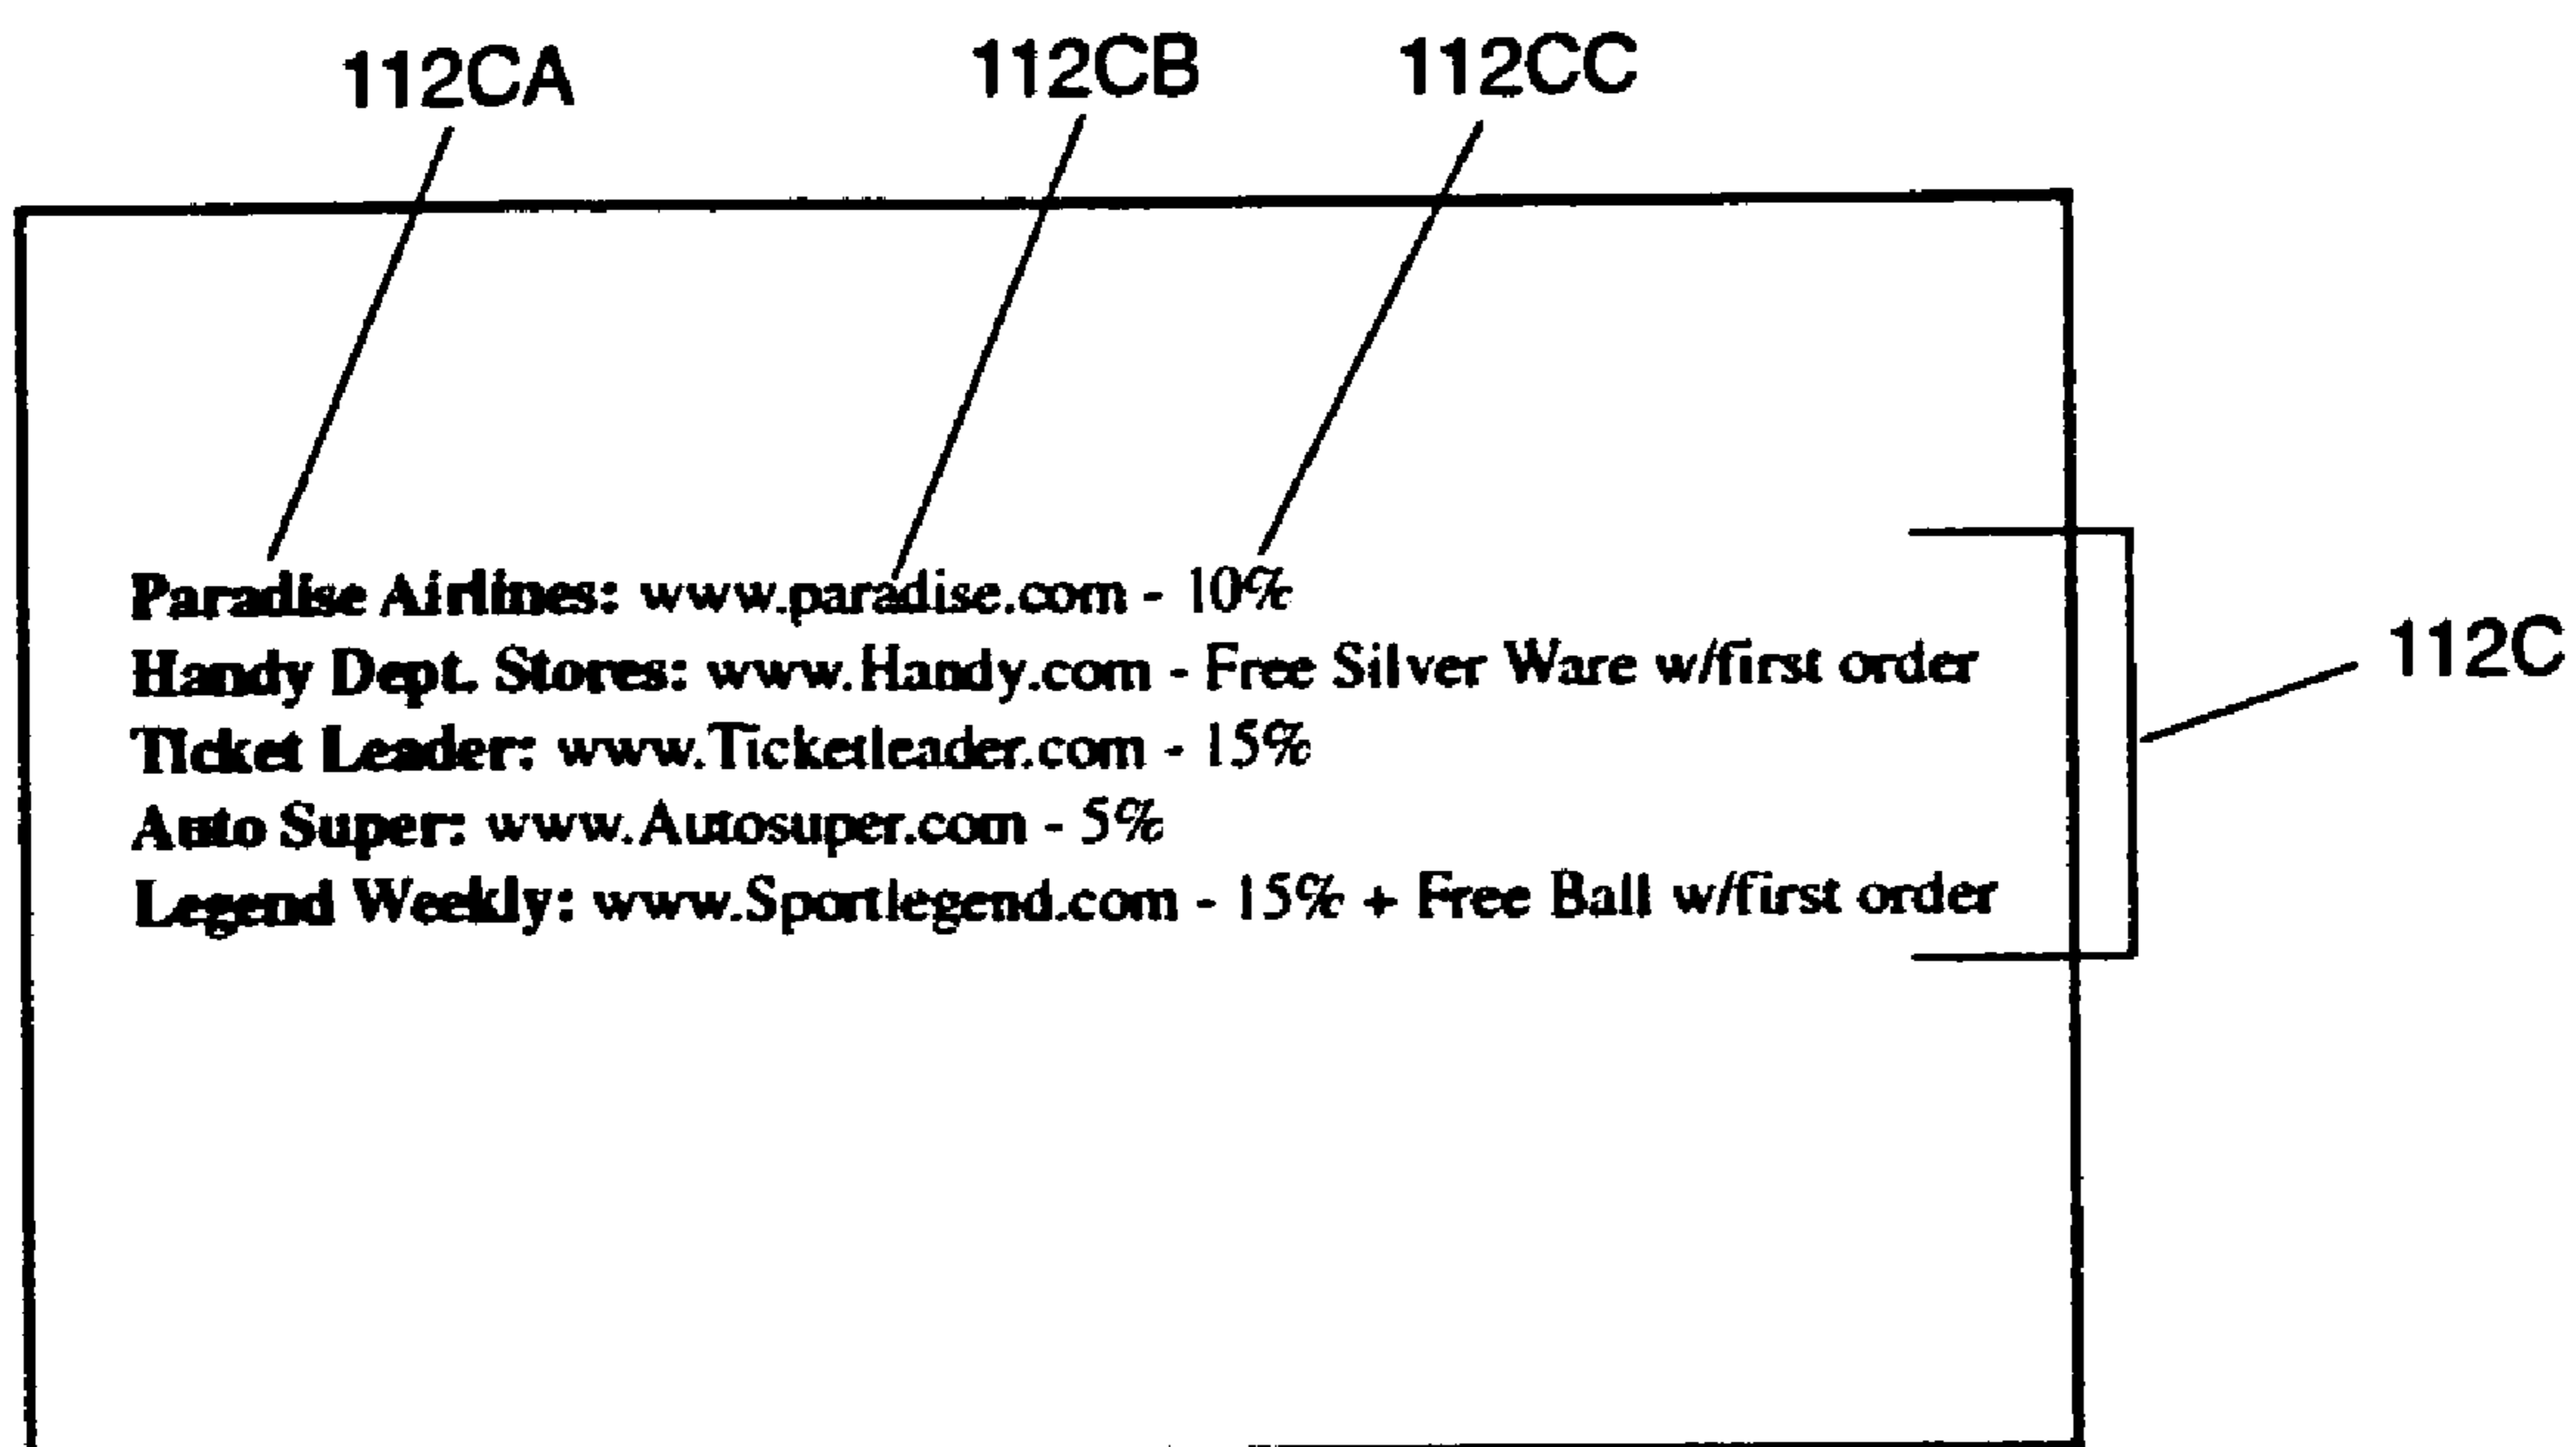 112CA 112CB 112CC
Paradise Airlines: www.paradise.com - 10%
Handy Dept. Stores: www.Handy.com - Free Silver Ware w/first order
112C
Ticket Leader: www.Ticketleader.com - 15%
Auto Super: www.Autosuper.com - 5%
Legend Weekly: www.Sportlegend.com - 15% + Free Ball w/first order